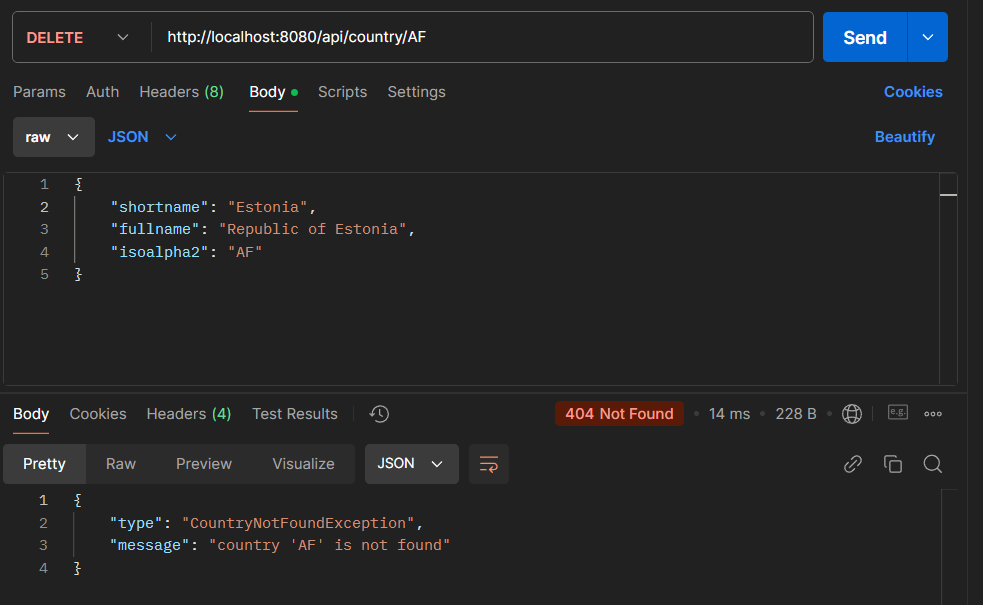 DELETE http://localhost:8080/api/country/AF Send
Params Auth Headers (8) Body Scripts Settings Cookies
raw JSON Beautify
1 {
2 "shortname": "Estonia",
3 "fullname": "Republic of Estonia",
4 "isoalpha2": "AF"
5 }
Body Cookies Headers (4) Test Results 404 Not Found 14 ms 228 B e.g.
Pretty Raw Preview Visualize JSON
1 {
2 "type": "CountryNotFoundException",
3 "message": "country 'AF' is not found"
4 }